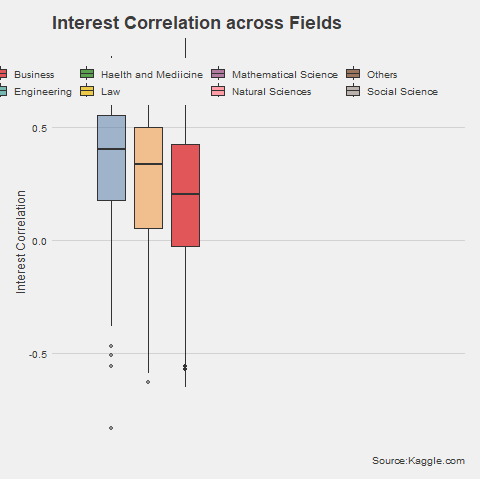 Interest Correlation across Fields
Business Haelth and Mediicine Mathematical Science Others
Engineering Law Natural Sciences Social Science
0.5
0.0
-0.5
Interest Correlation
Source:Kaggle.com